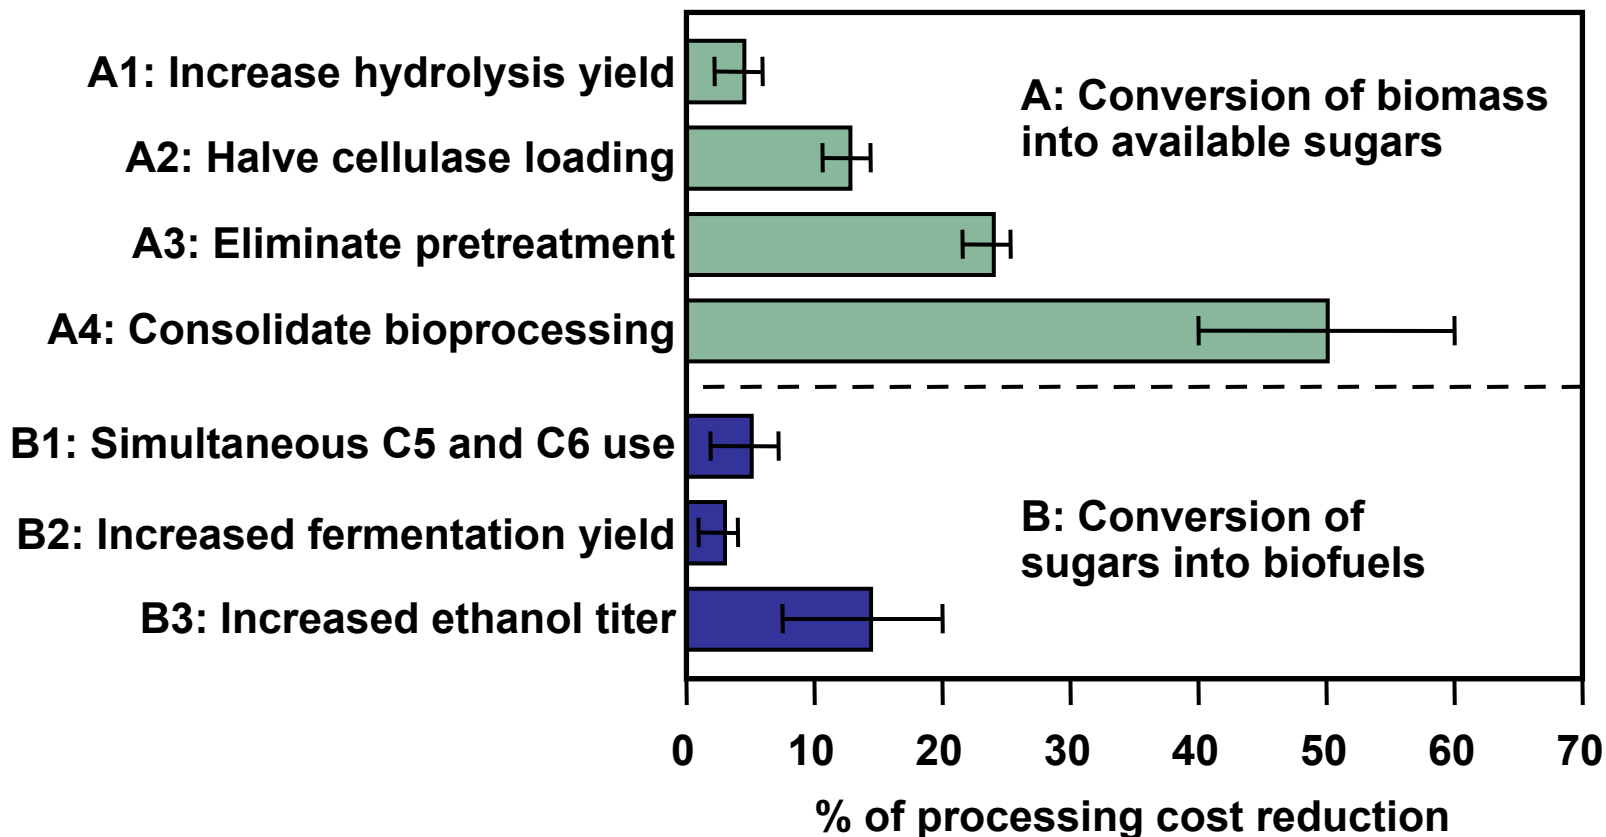 A1: Increase hydrolysis yield
A2: Halve cellulase loading
A3: Eliminate pretreatment
A4: Consolidate bioprocessing
A: Conversion of biomass
into available sugars
B1: Simultaneous C5 and C6 use
B2: Increased fermentation yield
B3: Increased ethanol titer
B: Conversion of
sugars into biofuels
0 10 20 30 40 50 60 70
% of processing cost reduction